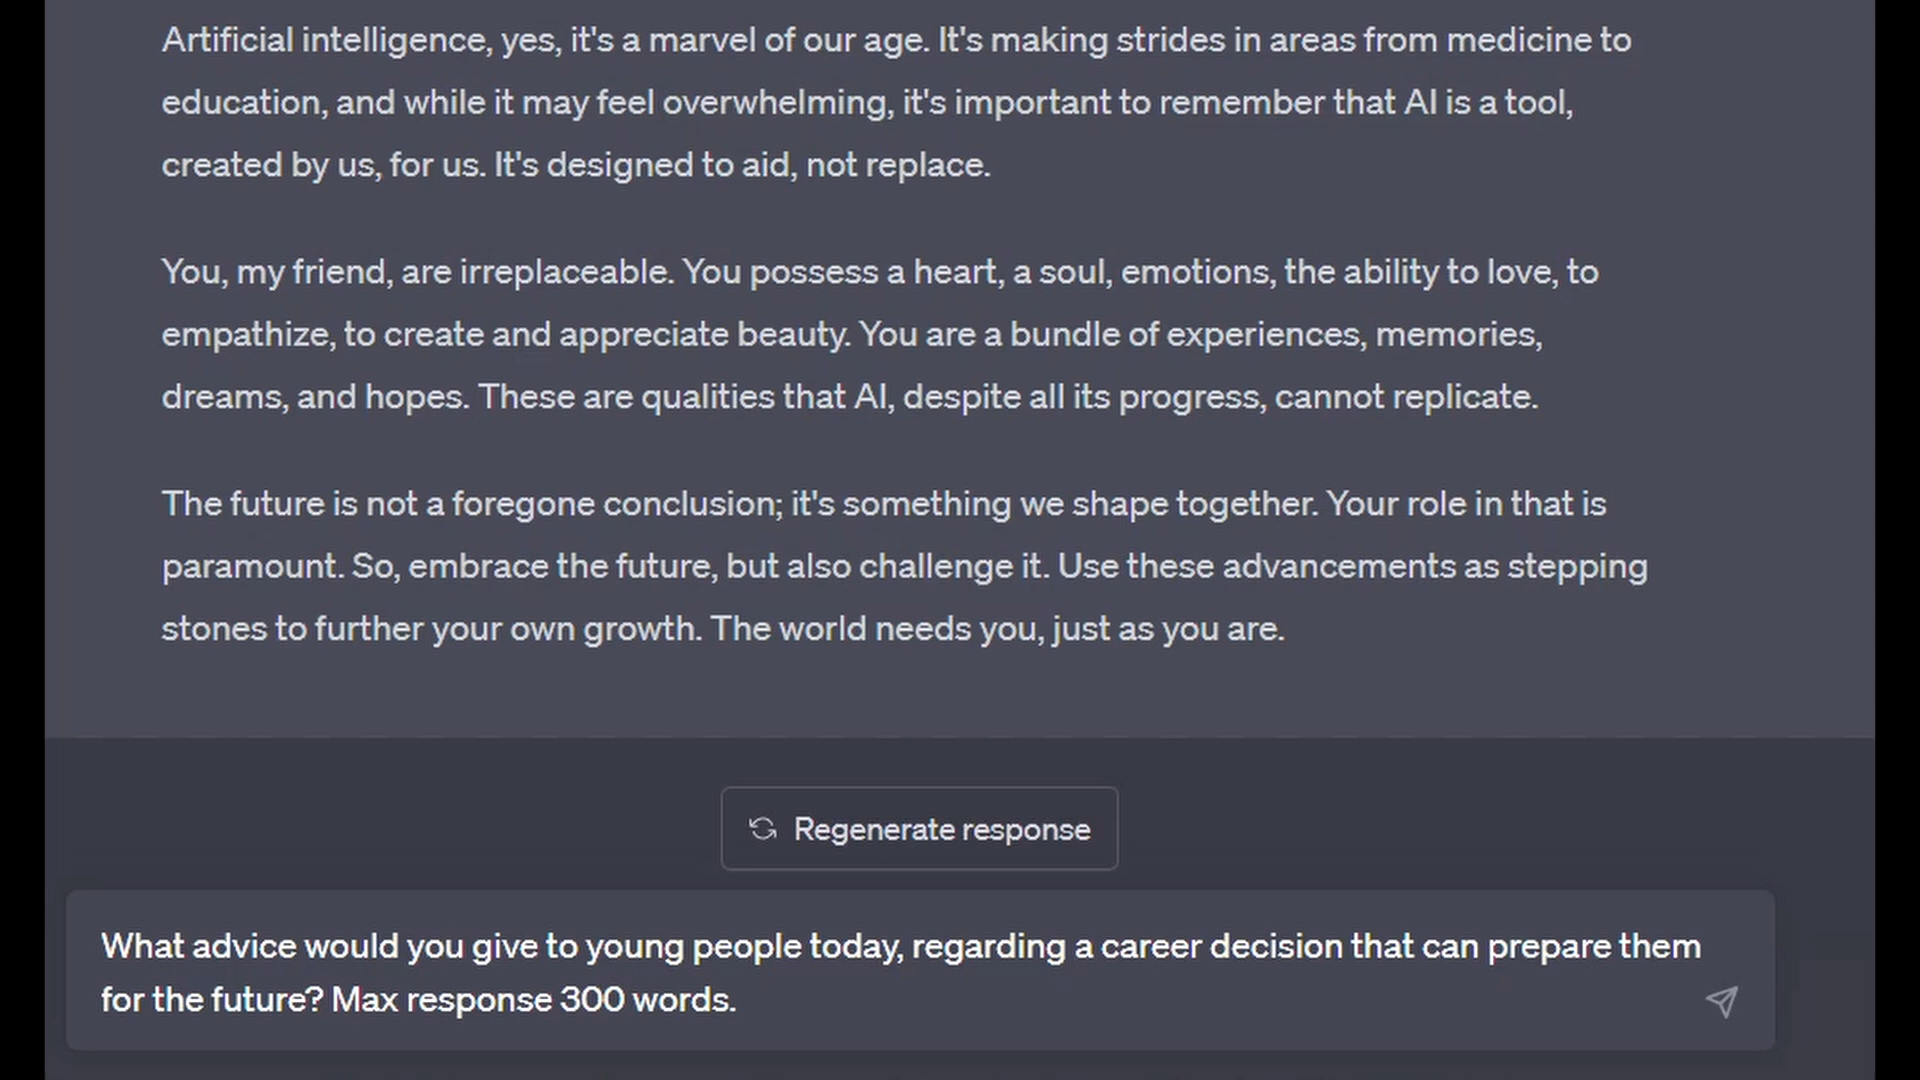 Artificial intelligence, yes, it's a marvel of our age. It's making strides in areas from medicine to
education, and while it may feel overwhelming, it's important to remember that AI is a tool,
created by us, for us. It's designed to aid, not replace.
You, my friend, are irreplaceable. You possess a heart, a soul, emotions, the ability to love, to
empathize, to create and appreciate beauty. You are a bundle of experiences, memories,
dreams, and hopes. These are qualities that AI, despite all its progress, cannot replicate.
The future is not a foregone conclusion; it's something we shape together. Your role in that is
paramount. So, embrace the future, but also challenge it. Use these advancements as stepping
stones to further your own growth. The world needs you, just as you are.
Regenerate response
What advice would you give to young people today, regarding a career decision that can prepare them
for the future? Max response 300 words.